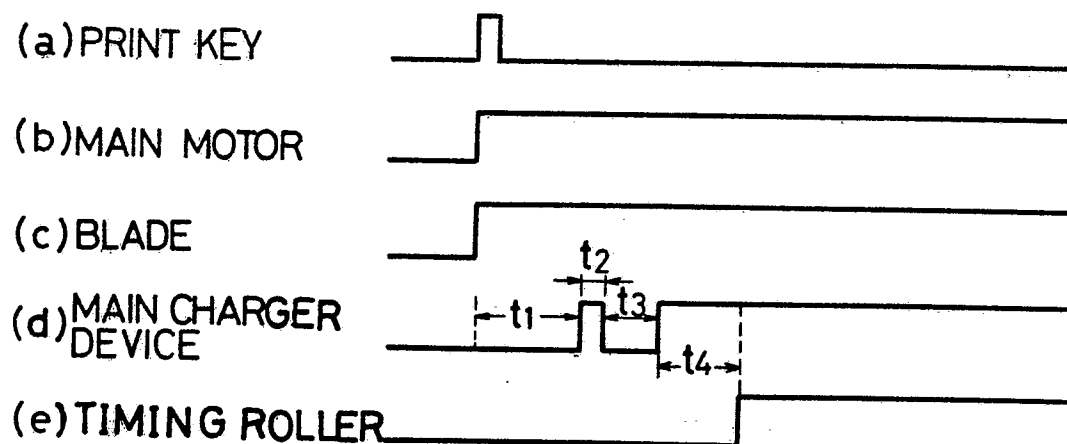 (a) PRINT KEY
(b) MAIN MOTOR
(c) BLADE
t2
(d) MAIN CHARGER
DEVICE
t1
t3
t4
(e) TIMING ROLLER